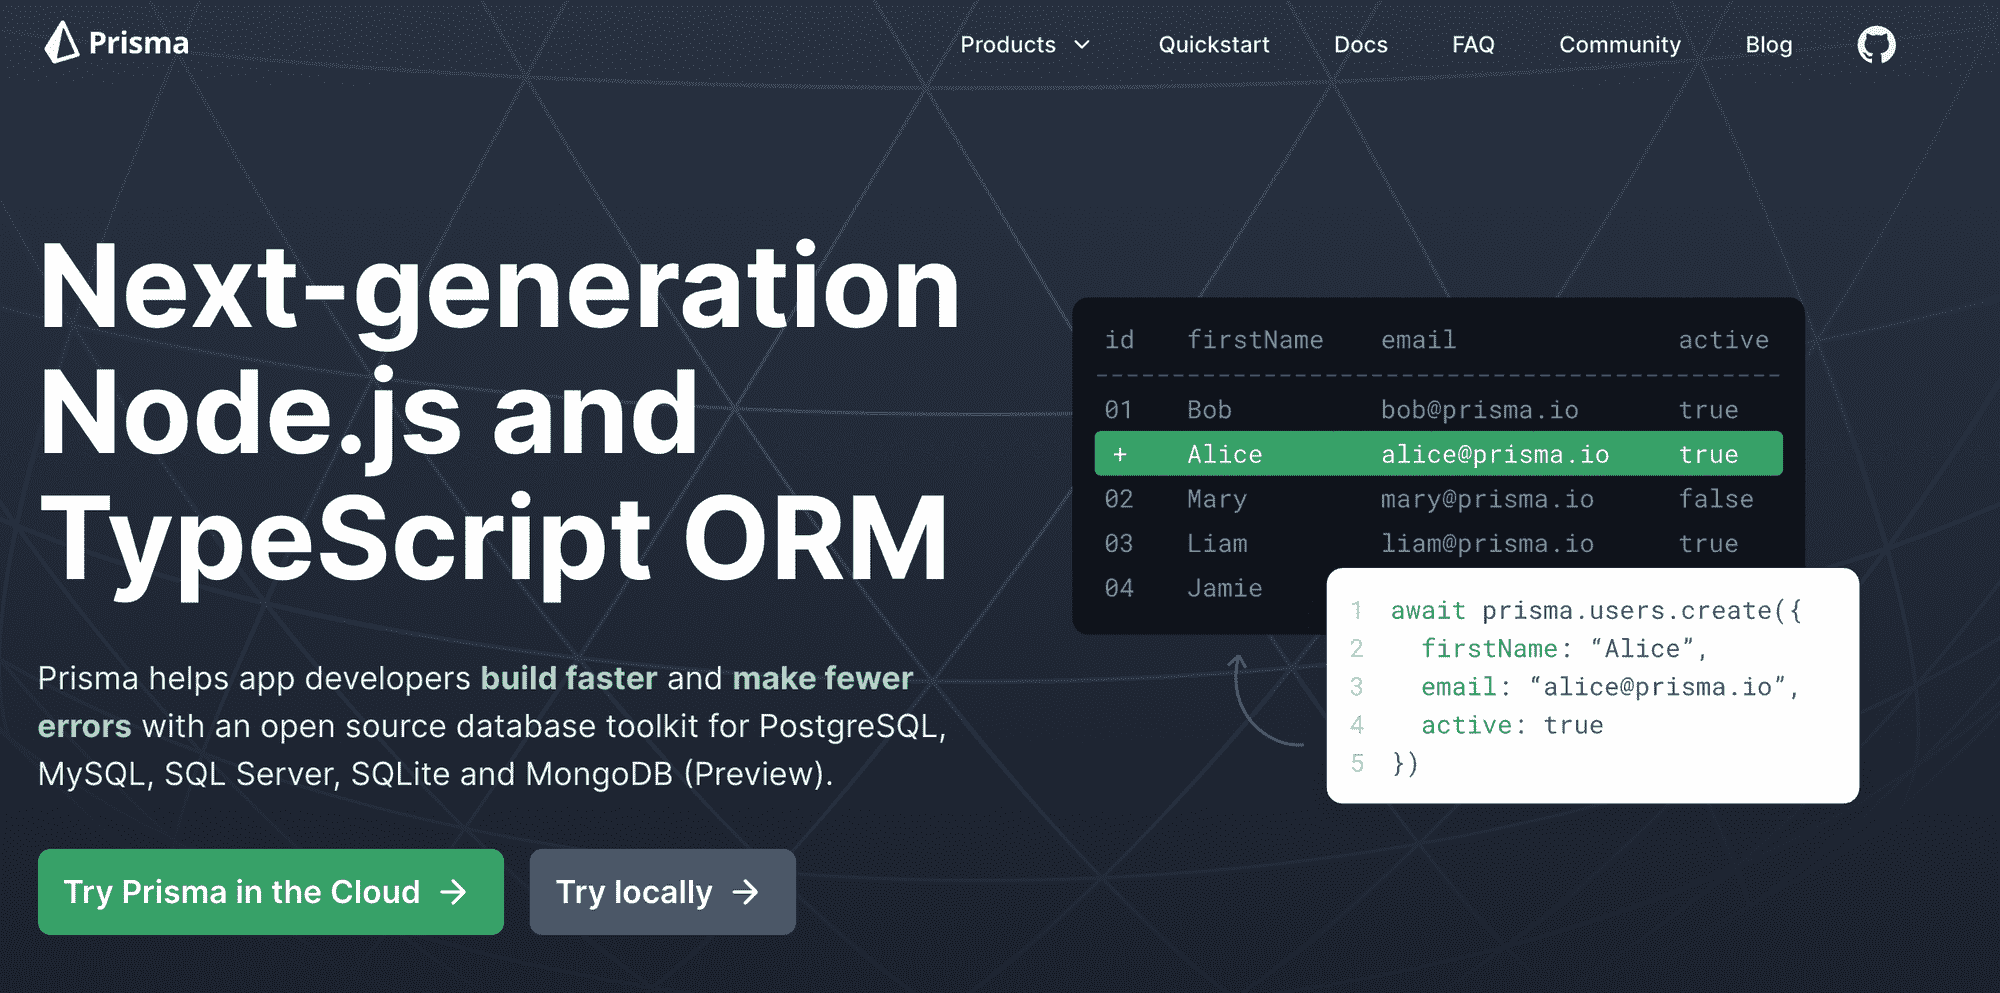 Prisma
Products Quickstart Docs FAQ Community Blog
Next-generation
Node.js and
TypeScript ORM
Prisma helps app developers build faster and make fewer
errors with an open source database toolkit for PostgreSQL,
MySQL, SQL Server, SQLite and MongoDB (Preview).
Try Prisma in the Cloud →
Try locally →
id firstName email active
01 Bob bob@prisma.io true
+ Alice alice@prisma.io true
02 Mary mary@prisma.io false
03 Liam liam@prisma.io true
04 Jamie
1 await prisma.users.create({
2 firstName: “Alice”,
3 email: “alice@prisma.io”,
4 active: true
5 })